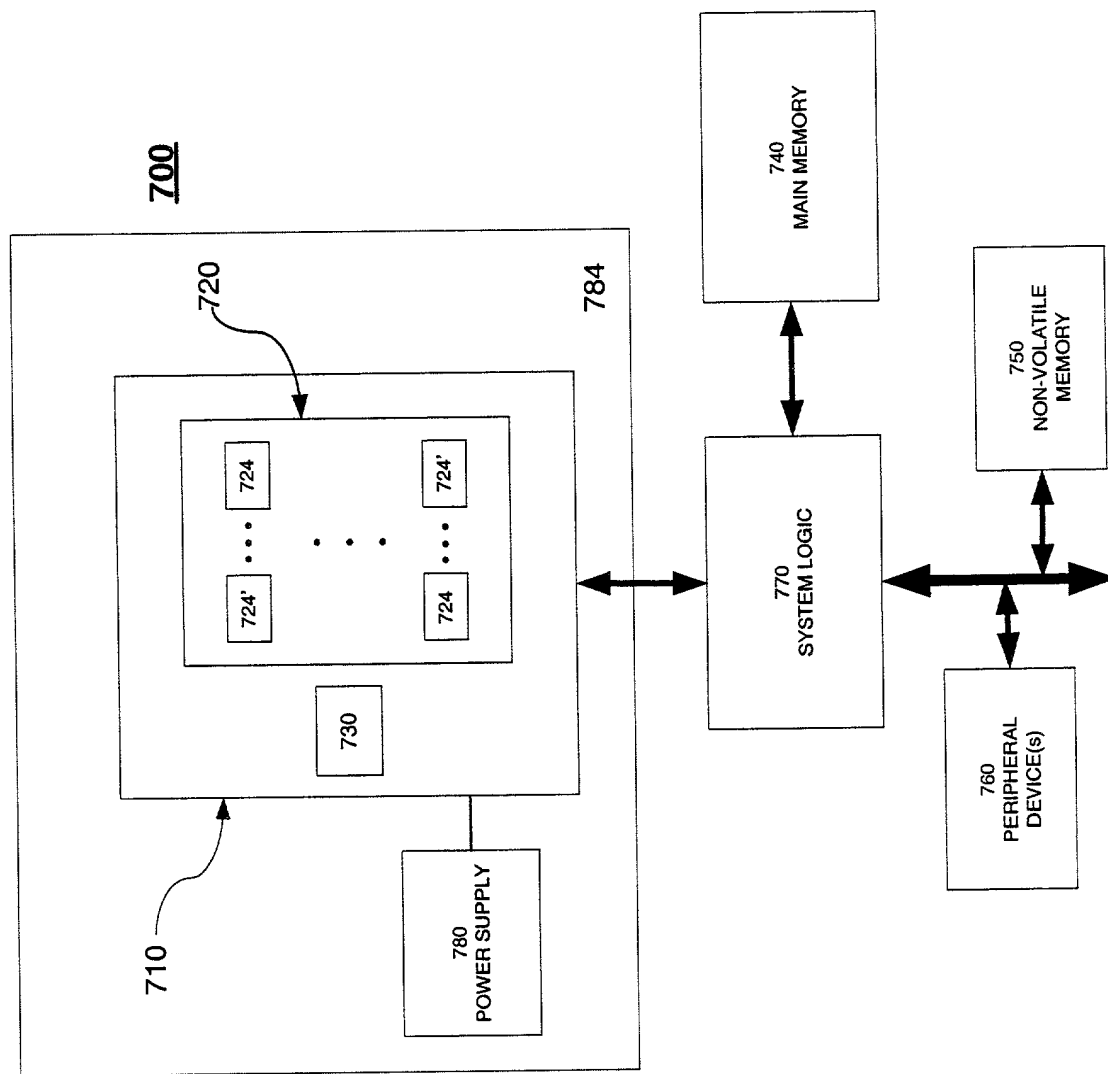 700
710
720
724'
724
724
724'
730
784
780
POWER SUPPLY
770
SYSTEM LOGIC
740
MAIN MEMORY
760
PERIPHERAL
DEVICE(s)
750
NON-VOLATILE
MEMORY